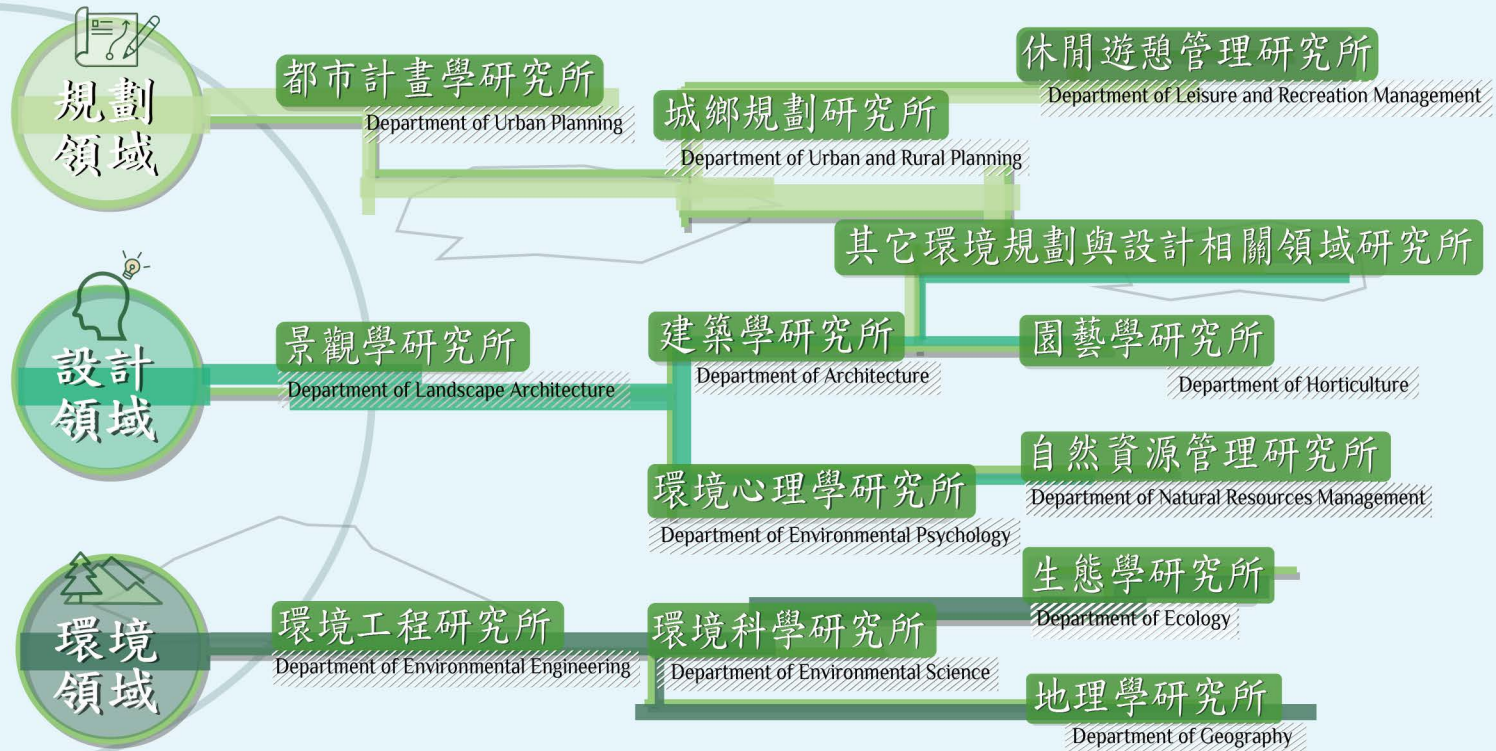 規劃
領域
都市計畫學研究所
Department of Urban Planning
城鄉規劃研究所
Department of Urban and Rural Planning
休閒遊憩管理研究所
Department of Leisure and Recreation Management
其它環境規劃與設計相關領域研究所
設計
領域
景觀學研究所
Department of Landscape Architecture
建築學研究所
Department of Architecture
園藝學研究所
Department of Horticulture
環境心理學研究所
Department of Environmental Psychology
自然資源管理研究所
Department of Natural Resources Management
環境
領域
環境工程研究所
Department of Environmental Engineering
環境科學研究所
Department of Environmental Science
生態學研究所
Department of Ecology
地理學研究所
Department of Geography